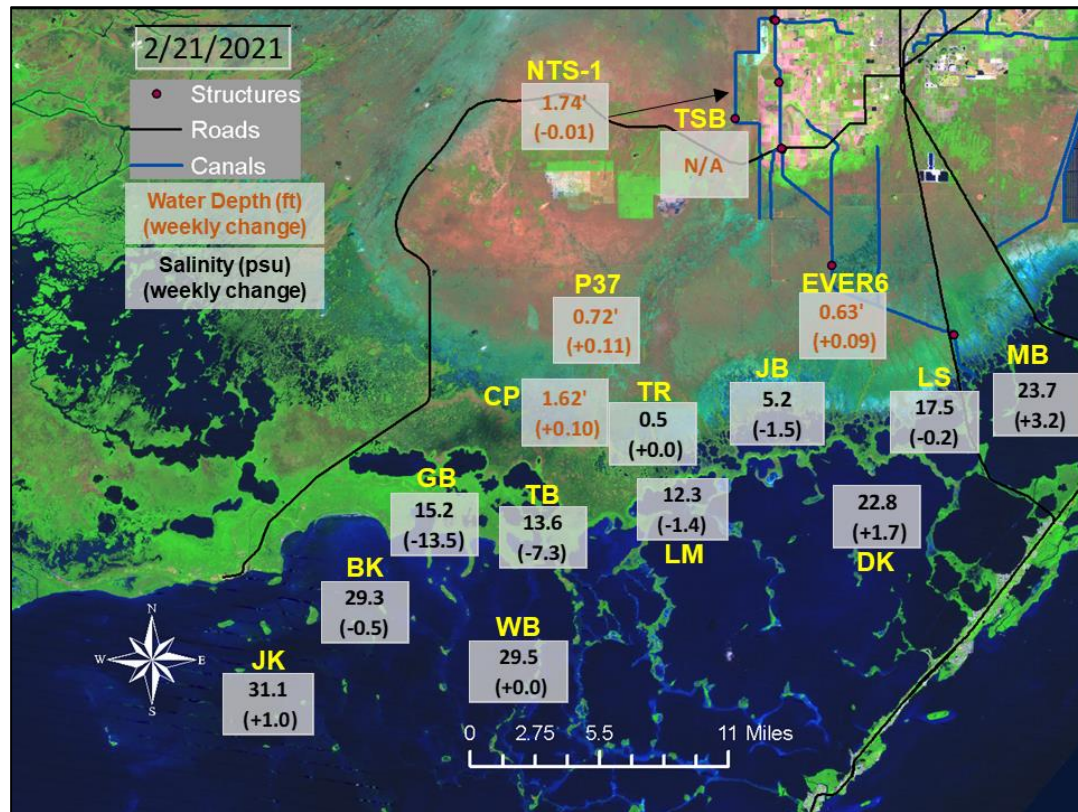 2/21/2021
Structures
Roads
Canals
Water Depth (ft)
(weekly change)
Salinity (psu)
(weekly change)
NTS-1
1.74'
(-0.01)
TSB
N/A
P37
0.72'
(+0.11)
EVER6
0.63'
(+0.09)
CP
1.62'
(+0.10)
TR
0.5
(+0.0)
JB
5.2
(-1.5)
LS
17.5
(-0.2)
MB
23.7
(+3.2)
GB
15.2
(-13.5)
TB
13.6
(-7.3)
12.3
(-1.4)
LM
22.8
(+1.7)
DK
BK
29.3
(-0.5)
WB
29.5
(+0.0)
JK
31.1
(+1.0)
N
W
E
S
0 2.75 5.5 11 Miles